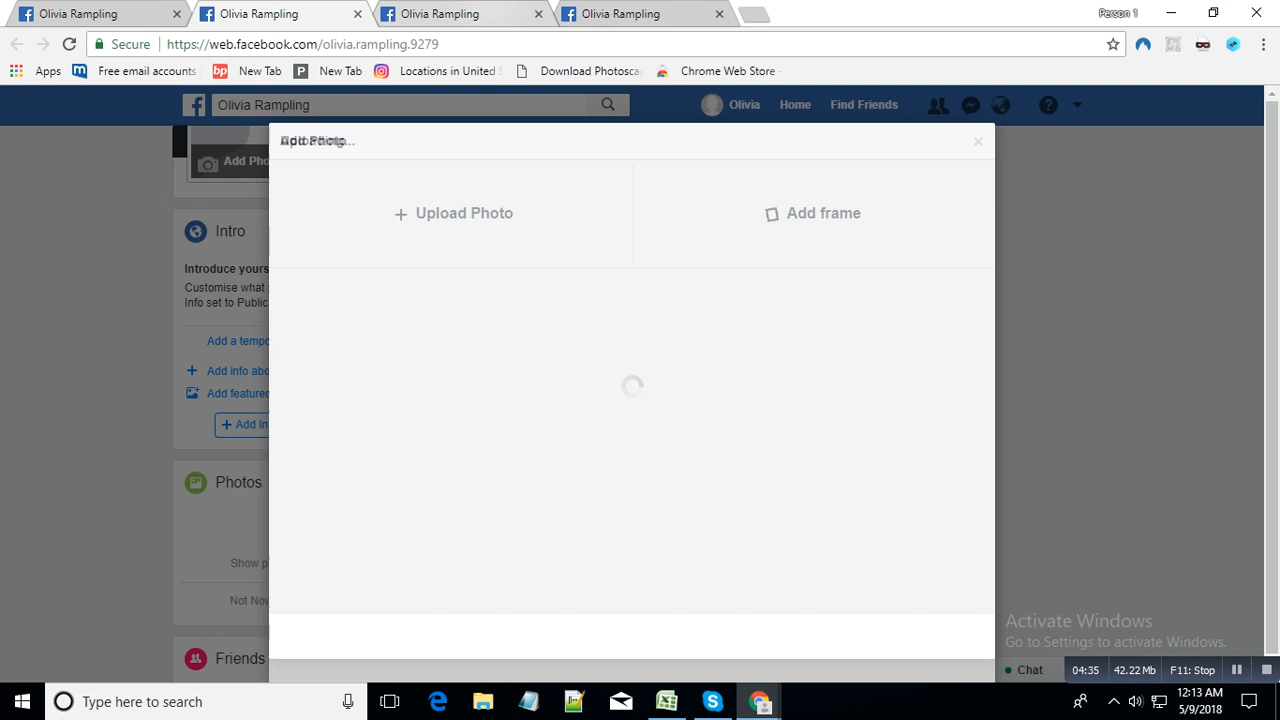 Olivia Rampling
Olivia Rampling
Olivia Rampling
Olivia Rampling
Person 1
Secure
https://web.facebook.com/olivia.rampling.9279
Apps
Free email accounts
New Tab
New Tab
Locations in United S
Download Photosca
Chrome Web Store -
Olivia Rampling
Olivia
Home
Find Friends
Add Pho
Upload Photo
Add frame
Intro
Introduce yours
Customise what
Info set to Public
Add a tempo
Add info abo
Add feature
Add In
Photos
Show p
Not Now
Friends
Activate Windows
Go to Settings to activate Windows.
Chat
04:35
42.22 Mb
F11: Stop
Type here to search
12:13 AM
5/9/2018